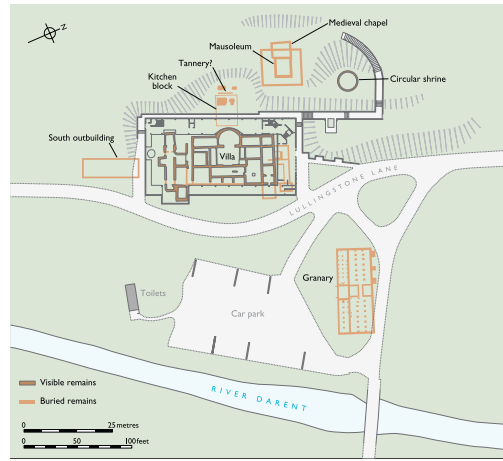 N
Medieval chapel
Mausoleum
Tannery?
Kitchen
block
Circular shrine
South outbuilding
Villa
LULLINGSTONE LANE
Granary
Toilets
Car park
RIVER DARENT
Visible remains
Buried remains
0 25 metres
0 50 100 feet